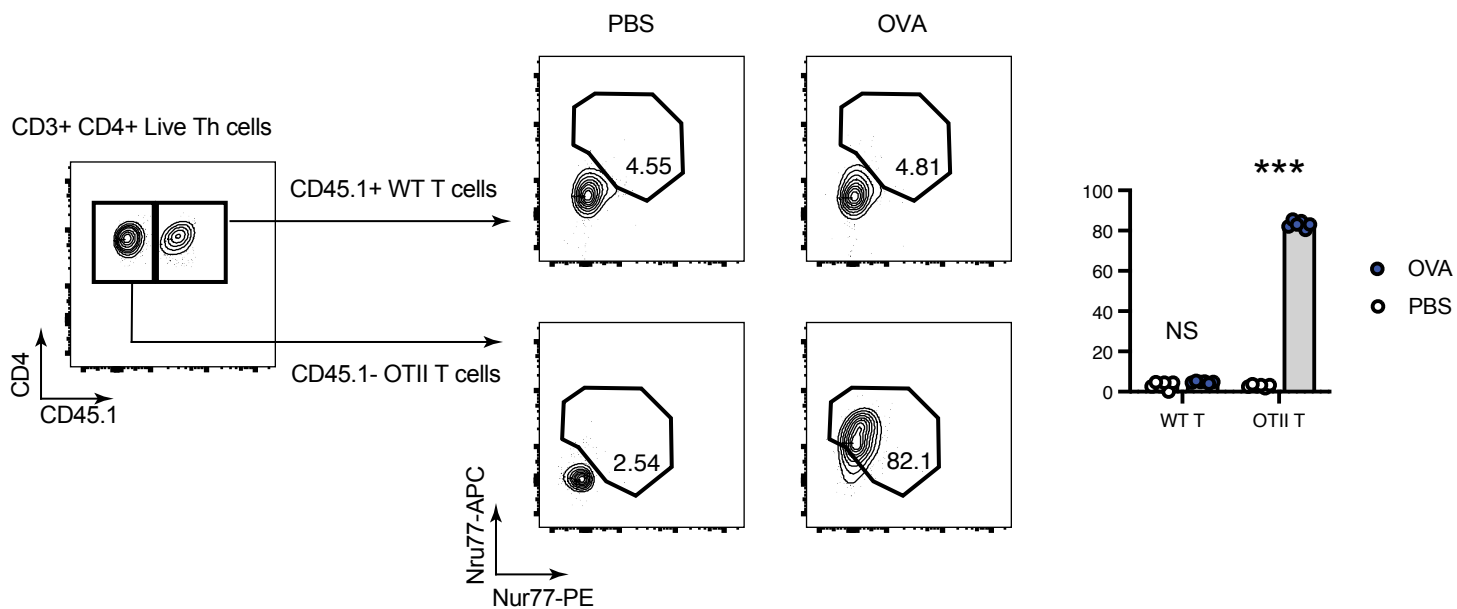 PBS
OVA
CD3+ CD4+ Live Th cells
CD45.1+ WT T cells
4.55
4.81
CD4
CD45.1
CD45.1- OTII T cells
2.54
82.1
Nru77-APC
Nur77-PE
***
100
80
60
40
20
0
NS
WT T
OTII T
OVA
PBS